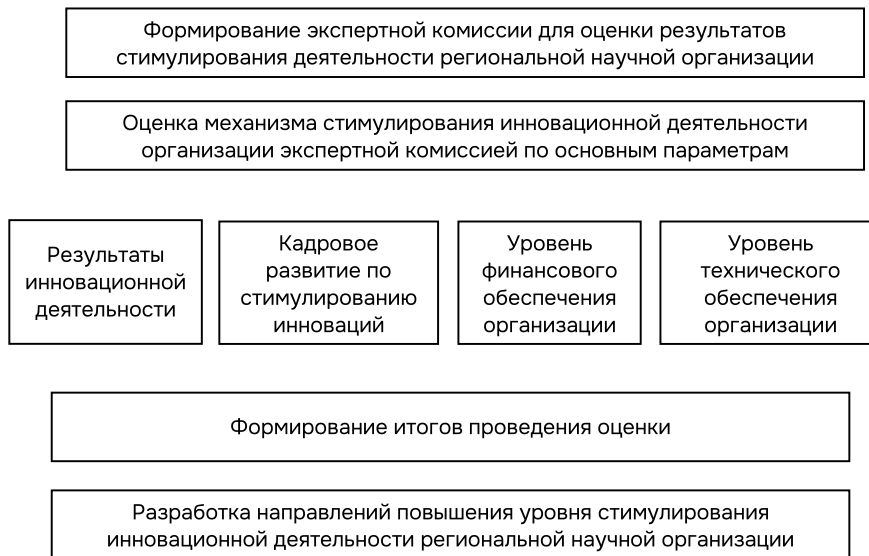 Формирование экспертной комиссии для оценки результатов
стимулирования деятельности региональной научной организации
Оценка механизма стимулирования инновационной деятельности
организации экспертной комиссией по основным параметрам
Результаты
инновационной
деятельности
Кадровое
развитие по
стимулированию
инноваций
Уровень
финансового
обеспечения
организации
Уровень
технического
обеспечения
организации
Формирование итогов проведения оценки
Разработка направлений повышения уровня стимулирования
инновационной деятельности региональной научной организации